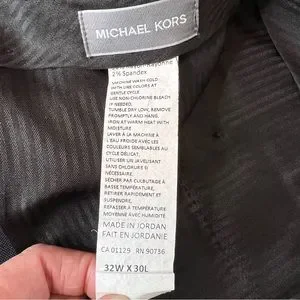 MICHAEL KORS
2% Spandex
MACHINE WASH COLD
WITH LIKE COLORS AT
GENTLE CYCLE
USE NON-CHLORINE BLEACH
IF NEEDED,
TUMBLE DRY LOW, REMOVE
PROMPTLY AND HANG,
IRON AT WARM HEAT WITH
MOISTURE
LAVER À LA MACHINE À
L'EAU FROIDE AVEC LES
COULEURS SEMBLABLES AU
CYCLE DÉLICAT,
UTILISER UN JAVELISANT
SANS CHLORURE SI
NÉCESSAIRE
SÉCHER PAR CULBUTAGE À
BASSE TEMPÉRATURE,
RETIRER RAPIDEMENT ET
SUSPENDRE,
REPASSER À TEMPÉRATURE
MOYENNE AVEC HUMIDITÉ
MADE IN JORDAN
FAIT EN JORDANIE
CA 01129 RN 90736
32W X 30L